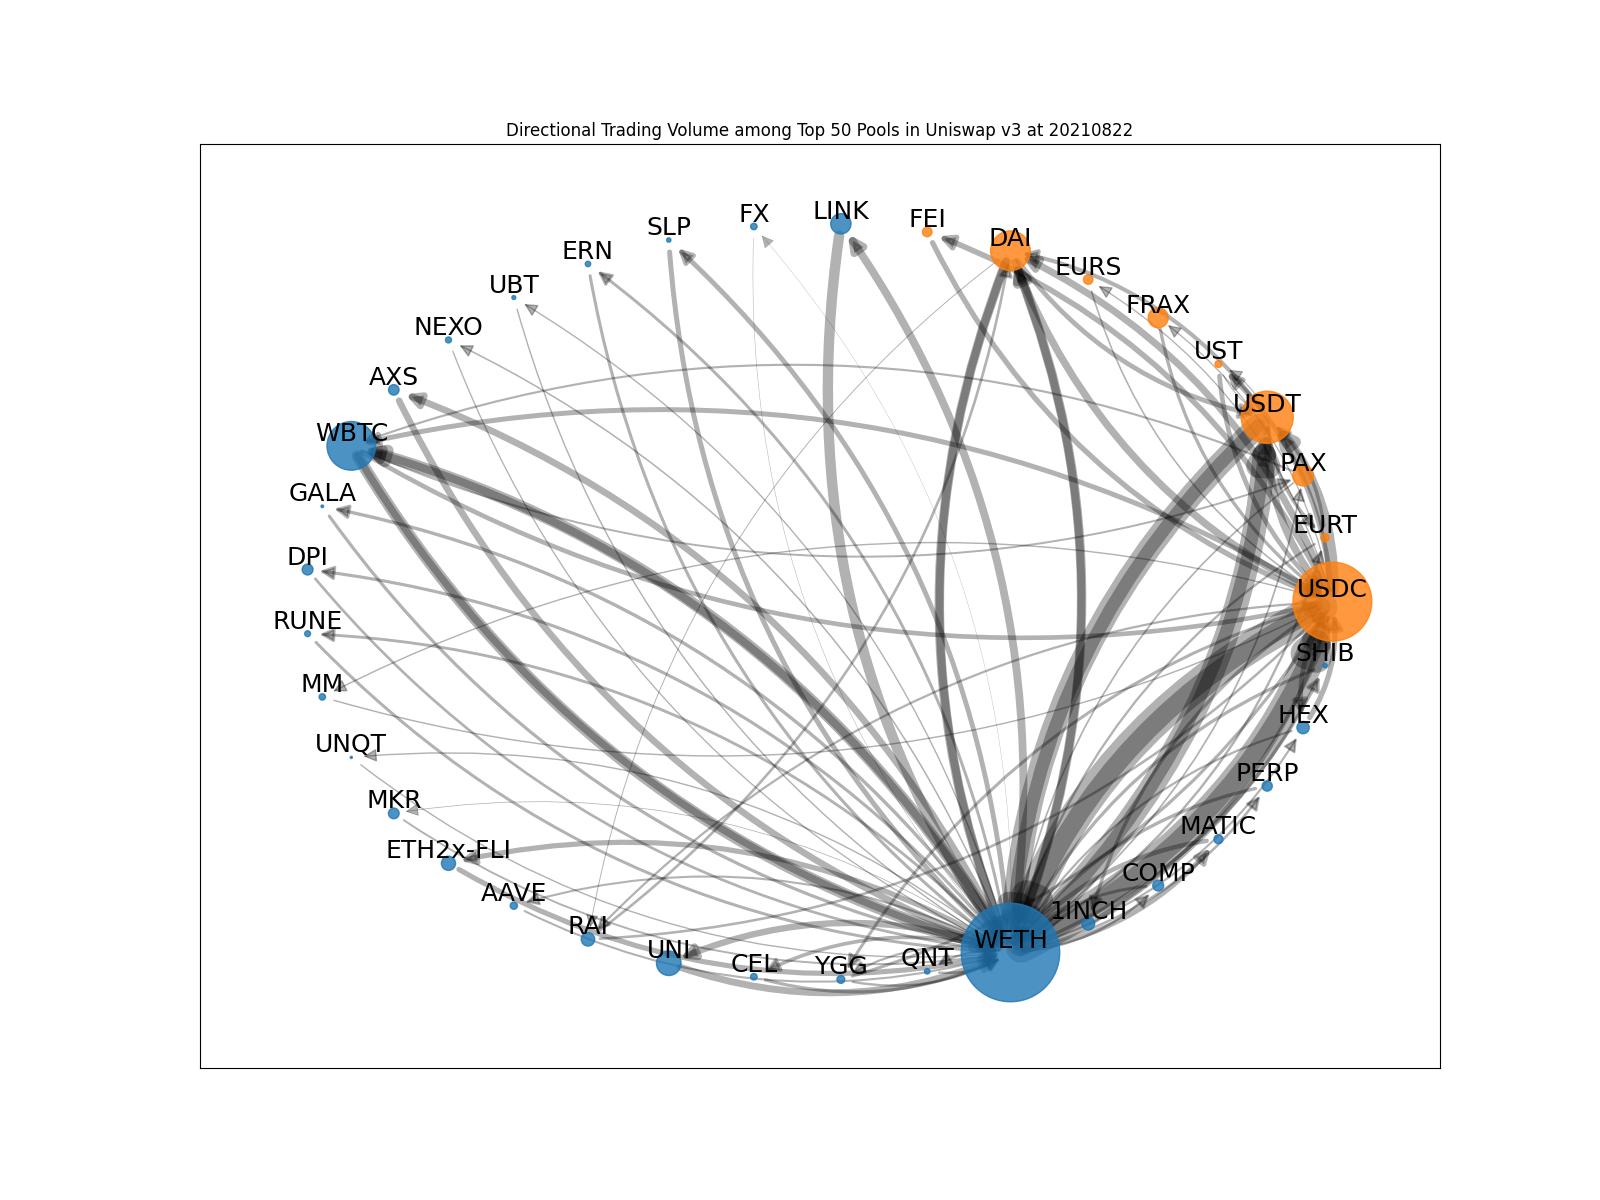 Directional Trading Volume among Top 50 Pools in Uniswap v3 at 20210822
LINK
FX
FEI
SLP
DAI
ERN
EURS
UBT
FRAX
NEXO
UST
AXS
USDT
WBTC
PAX
GALA
EURT
DPI
USDC
RUNE
SHIB
MM
HEX
UNQT
PERP
MKR
MATIC
ETH2x-FLI
COMP
AAVE
1INCH
RAI
WETH
UNI
QNT
CEL
YGG